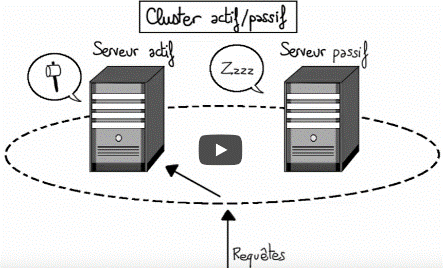 Cluster actif/passif
Serveur actif
Serveur passif
Zzzz
Requêtes